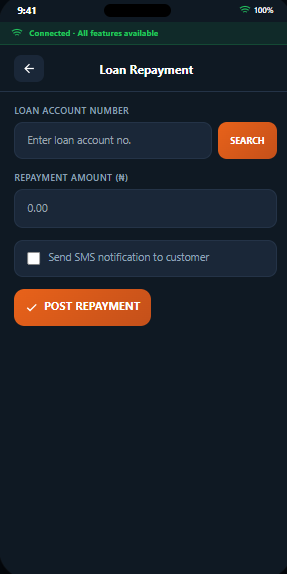 9:41 100%
Connected · All features available
Loan Repayment
LOAN ACCOUNT NUMBER
Enter loan account no. SEARCH
REPAYMENT AMOUNT (₦)
0.00
Send SMS notification to customer
POST REPAYMENT